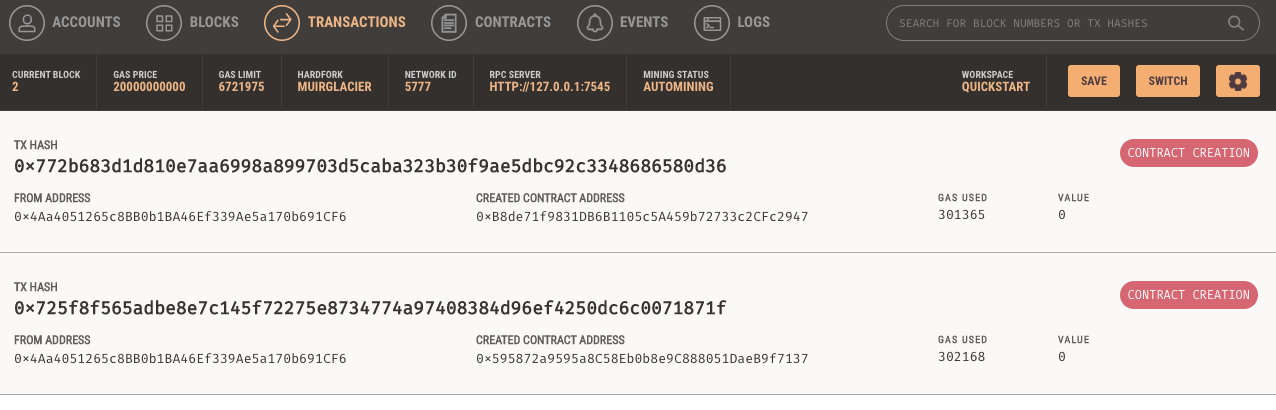 ACCOUNTS BLOCKS TRANSACTIONS CONTRACTS EVENTS LOGS SEARCH FOR BLOCK NUMBERS OR TX HASHES
CURRENT BLOCK GAS PRICE GAS LIMIT HARDFORK NETWORK ID RPC SERVER MINING STATUS WORKSPACE
2 20000000000 6721975 MUIRGLACIER 5777 HTTP://127.0.0.1:7545 AUTOMINING QUICKSTART SAVE SWITCH
TX HASH
0×772b683d1d810e7aa6998a899703d5caba323b30f9ae5dbc92c3348686580d36 CONTRACT CREATION
FROM ADDRESS CREATED CONTRACT ADDRESS GAS USED VALUE
0×4Aa4051265c8BB0b1BA46Ef339Ae5a170b691CF6 0×B8de71f9831DB6B1105c5A459b72733c2CFc2947 301365 0
TX HASH
0×725f8f565adbe8e7c145f72275e8734774a97408384d96ef4250dc6c0071871f CONTRACT CREATION
FROM ADDRESS CREATED CONTRACT ADDRESS GAS USED VALUE
0×4Aa4051265c8BB0b1BA46Ef339Ae5a170b691CF6 0×595872a9595a8C58Eb0b8e9C888051DaeB9f7137 302168 0